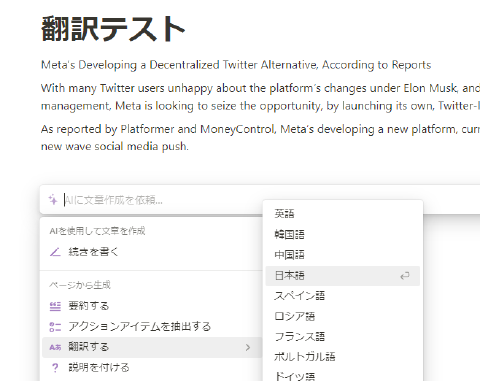 翻訳テスト
Meta's Developing a Decentralized Twitter Alternative, According to Reports
With many Twitter users unhappy about the platform's changes under Elon Musk, and
management, Meta is looking to seize the opportunity, by launching its own, Twitter-l
As reported by Platformer and MoneyControl, Meta's developing a new platform, curr
new wave social media push.
AIに文章作成を依頼...
AIを使用して文章を作成
続きを書く
ページから生成
要約する
アクションアイテムを抽出する
翻訳する
説明を付ける
英語
韓国語
中国語
日本語
スペイン語
ロシア語
フランス語
ポルトガル語
ドイツ語